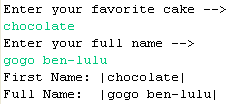 Enter your favorite cake -->
chocolate
Enter your full name -->
gogo ben-lulu
First Name: |chocolate|
Full Name:  |gogo ben-lulu|